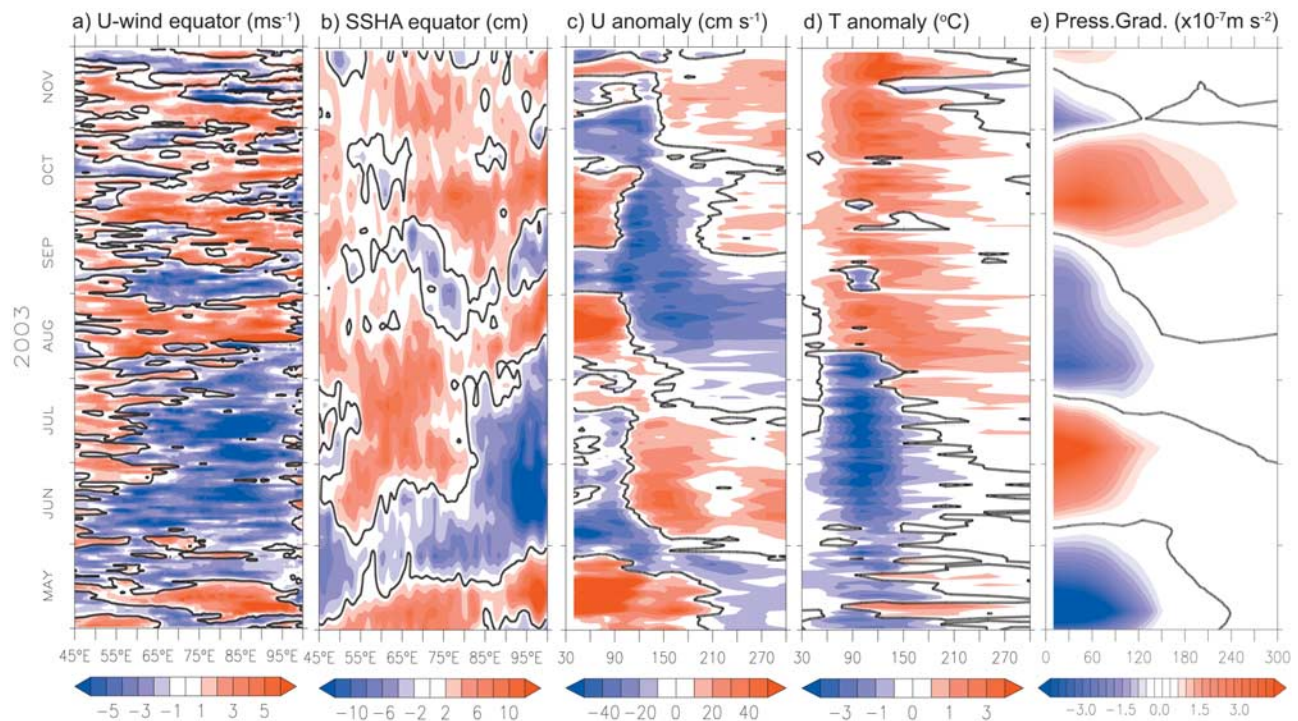 a) U-wind equator (ms⁻¹) b) SSHA equator (cm) c) U anomaly (cm s⁻¹) d) T anomaly (°C) e) Press.Grad. (x10⁻⁷m s⁻²)
NOV
OCT
SEP
AUG
JUL
JUN
MAY
2003
45°E 55°E 65°E 75°E 85°E 95°E 45°E 55°E 65°E 75°E 85°E 95°E 30 90 150 210 270 30 90 150 210 270 0 60 120 180 240 300
−5 −3 −1 1 3 5 −10 −6 −2 2 6 10 −40 −20 0 20 40 −3 −1 1 3 −3.0 −1.5 1.5 3.0